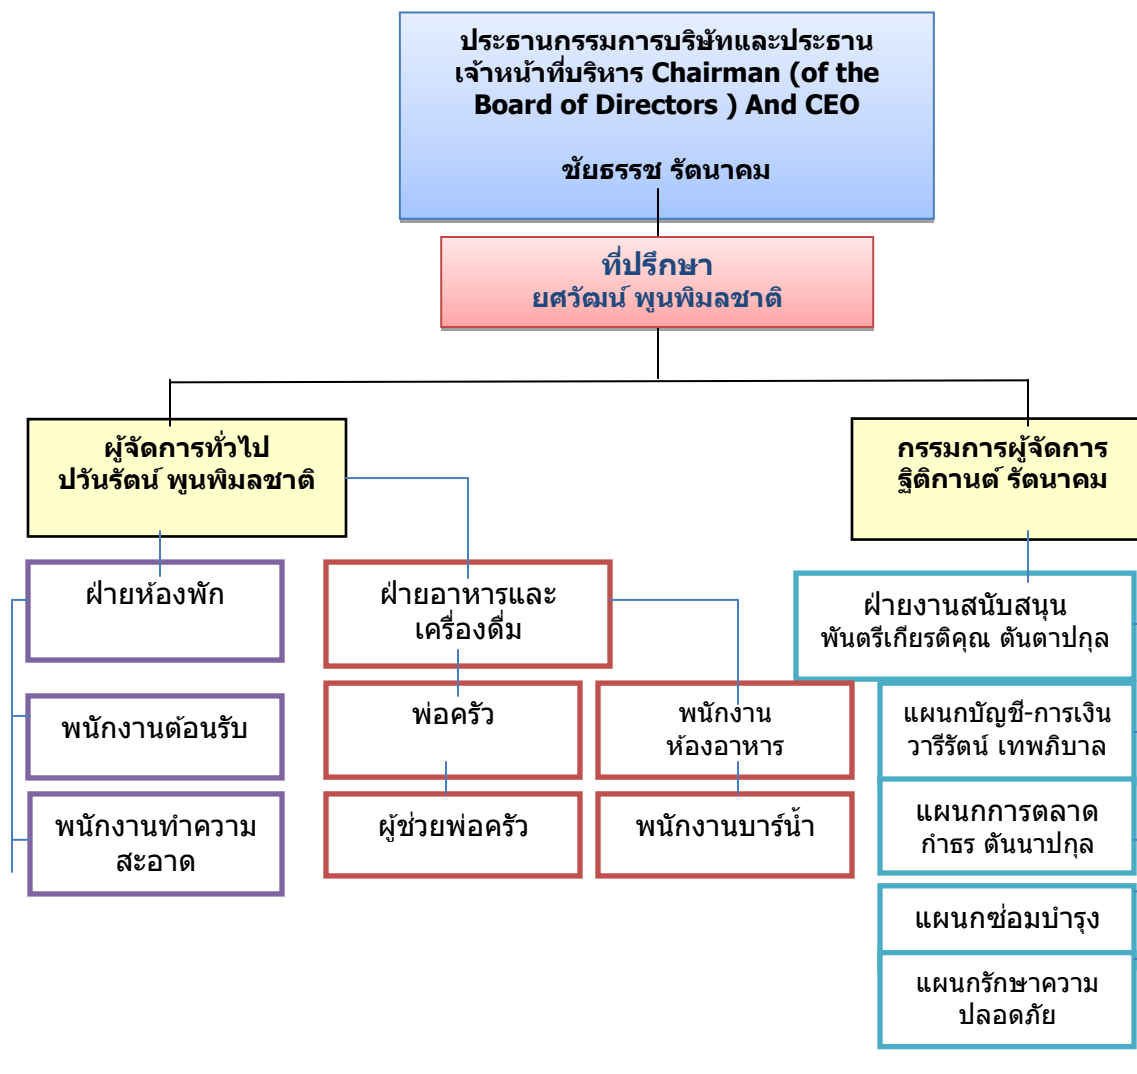 ประธานกรรมการบริษัทและประธาน
เจ้าหน้าที่บริหาร Chairman (of the
Board of Directors ) And CEO
ชัยธรรช รัตนาคม
ที่ปรึกษา
ยศวัฒน์ พูนพิมลชาติ
ผู้จัดการทั่วไป
ปวันรัตน์ พูนพิมลชาติ
กรรมการผู้จัดการ
ฐิติกานต์ รัตนาคม
ฝ่ายห้องพัก
ฝ่ายอาหารและ
เครื่องดื่ม
ฝ่ายงานสนับสนุน
พันตรีเกียรติคุณ ตันตาปกุล
พนักงานต้อนรับ
พ่อครัว
พนักงาน
ห้องอาหาร
แผนกบัญชี-การเงิน
วารีรัตน์ เทพภิบาล
พนักงานทำความ
สะอาด
ผู้ช่วยพ่อครัว
พนักงานบาร์น้ำ
แผนกการตลาด
กำธร ตันนาปกุล
แผนกซ่อมบำรุง
แผนกรักษาความ
ปลอดภัย